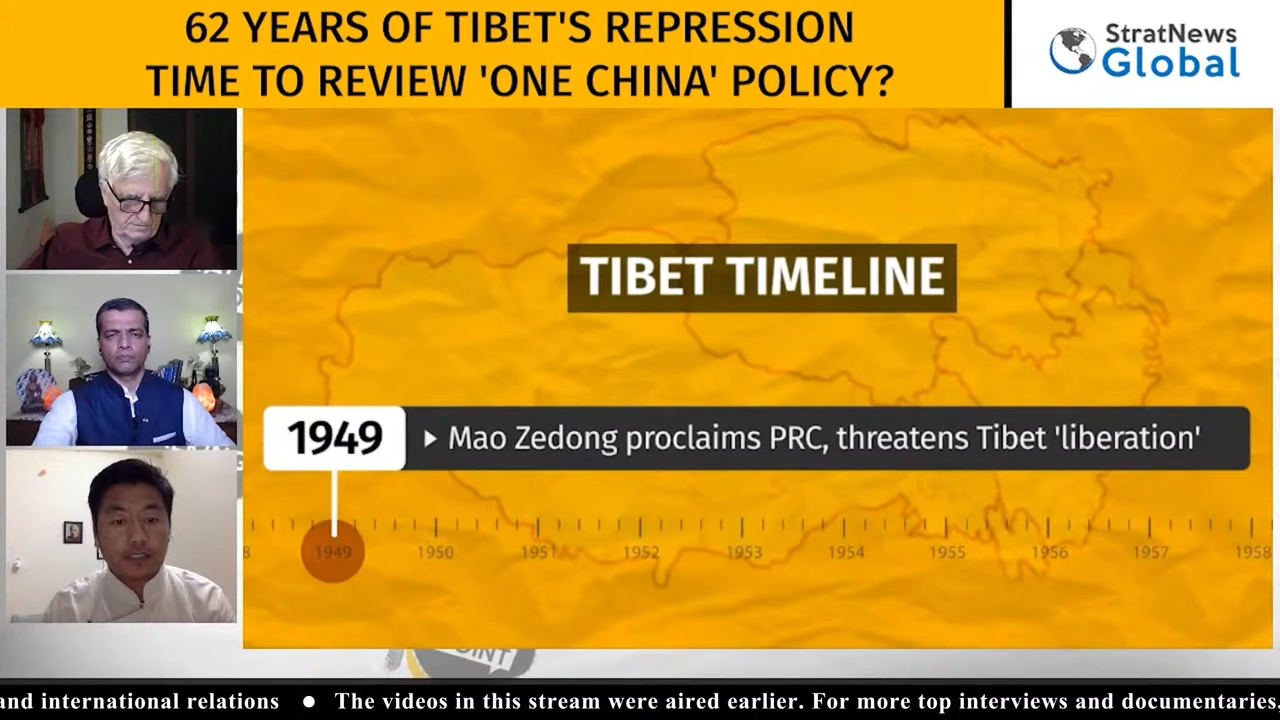 62 YEARS OF TIBET'S REPRESSION
TIME TO REVIEW 'ONE CHINA' POLICY?
StratNews
Global
TIBET TIMELINE
1949
Mao Zedong proclaims PRC, threatens Tibet 'liberation'
8 1949 1950 1951 1952 1953 1954 1955 1956 1957 1958
OINT
and international relations ● The videos in this stream were aired earlier. For more top interviews and documentaries,